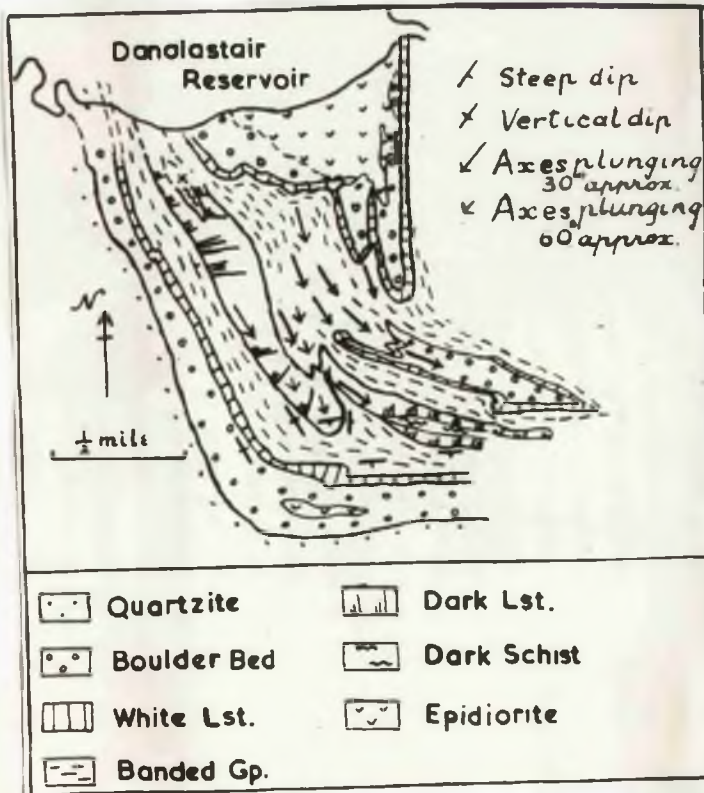 Danalastair
Reservoir
Steep dip
Vertical dip
Axes plunging
30° approx.
Axes plunging
60° approx.
N
½ mile
Quartzite
Boulder Bed
White Lst.
Banded Gp.
Dark Lst.
Dark Schist
Epidiorite